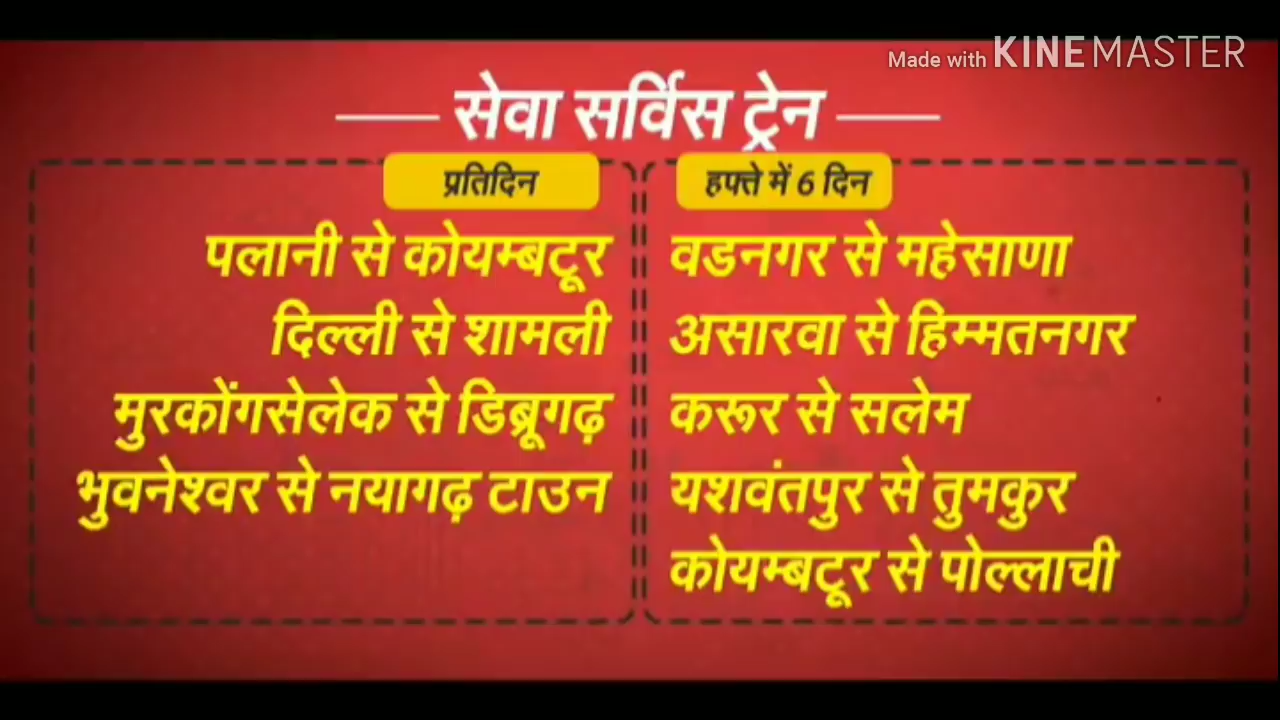 Made with KINEMASTER
सेवा सर्विस ट्रेन
प्रतिदिन
पलानी से कोयम्बटूर
दिल्ली से शामली
मुरकोंगसेलेक से डिब्रूगढ़
भुवनेश्वर से नयागढ़ टाउन
हफ्ते में 6 दिन
वडनगर से महेसाणा
असारवा से हिम्मतनगर
करूर से सलेम
यशवंतपुर से तुमकुर
कोयम्बटूर से पोल्लाची